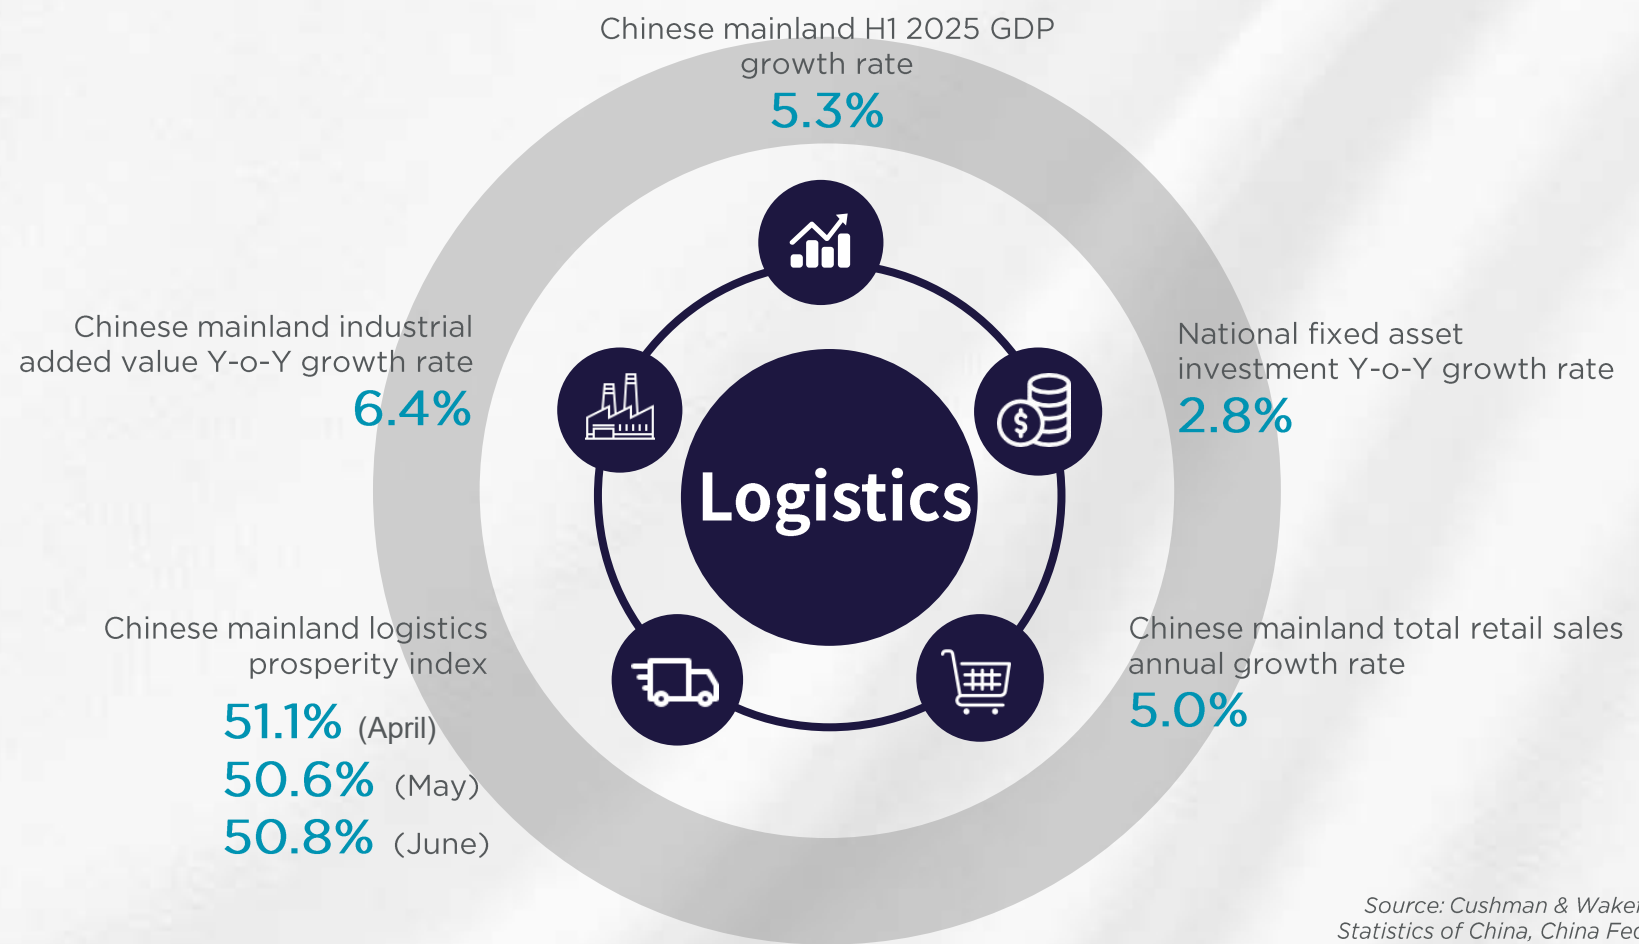 Chinese mainland H1 2025 GDP
growth rate
5.3%
Chinese mainland industrial
added value Y-o-Y growth rate
6.4%
National fixed asset
investment Y-o-Y growth rate
2.8%
Logistics
Chinese mainland logistics
prosperity index
51.1% (April)
50.6% (May)
50.8% (June)
Chinese mainland total retail sales
annual growth rate
5.0%
Source: Cushman &
Statistics of China, China